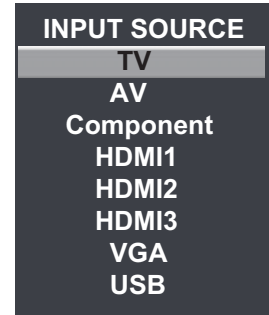 INPUT SOURCE
TV
AV
Component
HDMI1
HDMI2
HDMI3
VGA
USB